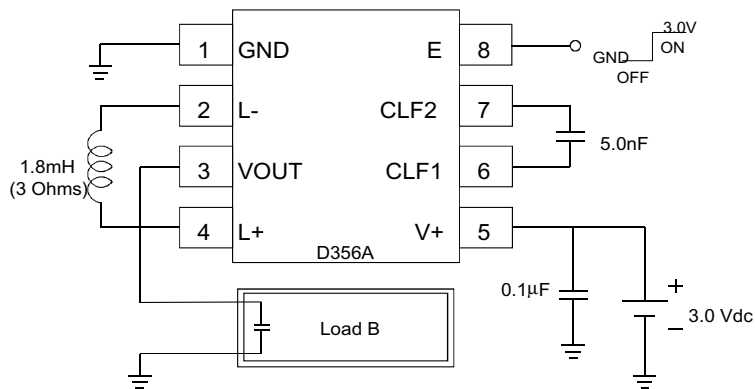 1 GND
2 L-
3 VOUT
4 L+
E 8
CLF2 7
CLF1 6
V+ 5
D356A
GND
OFF
3.0V
ON
1.8mH
(3 Ohms)
5.0nF
0.1µF
+
3.0 Vdc
–
Load B